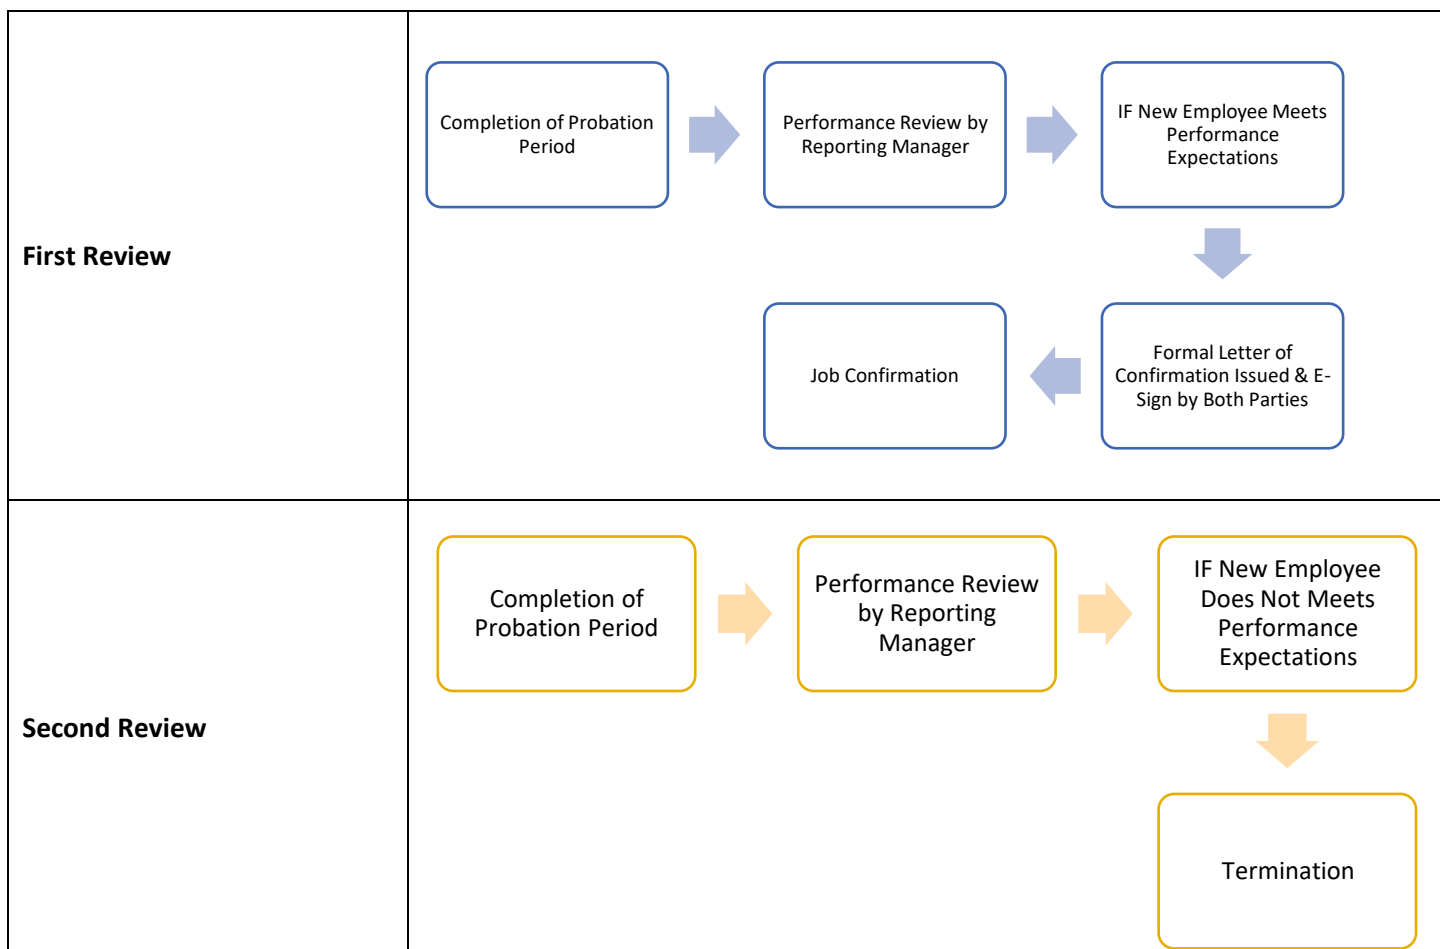 First Review
Completion of Probation
Period
Performance Review by
Reporting Manager
IF New Employee Meets
Performance
Expectations
Formal Letter of
Confirmation Issued & E-
Sign by Both Parties
Job Confirmation
Second Review
Completion of
Probation Period
Performance Review
by Reporting
Manager
IF New Employee
Does Not Meets
Performance
Expectations
Termination